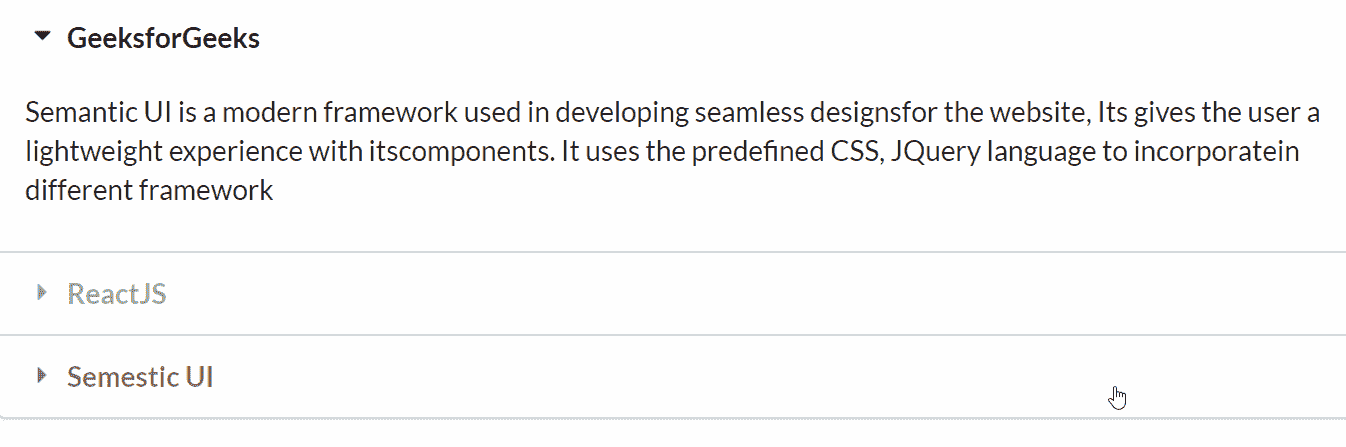 GeeksforGeeks
Semantic UI is a modern framework used in developing seamless designsfor the website, Its gives the user a
lightweight experience with itscomponents. It uses the predefined CSS, JQuery language to incorporatein
different framework
ReactJS
Semestic UI